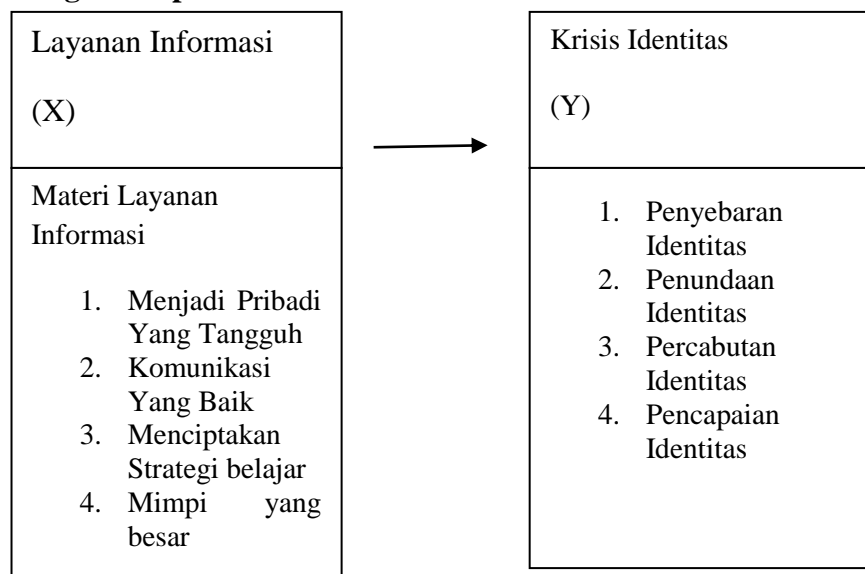 Layanan Informasi
(X)
Materi Layanan
Informasi
1. Menjadi Pribadi
Yang Tangguh
2. Komunikasi
Yang Baik
3. Menciptakan
Strategi belajar
4. Mimpi yang
besar
Krisis Identitas
(Y)
1. Penyebaran
Identitas
2. Penundaan
Identitas
3. Percabutan
Identitas
4. Pencapaian
Identitas